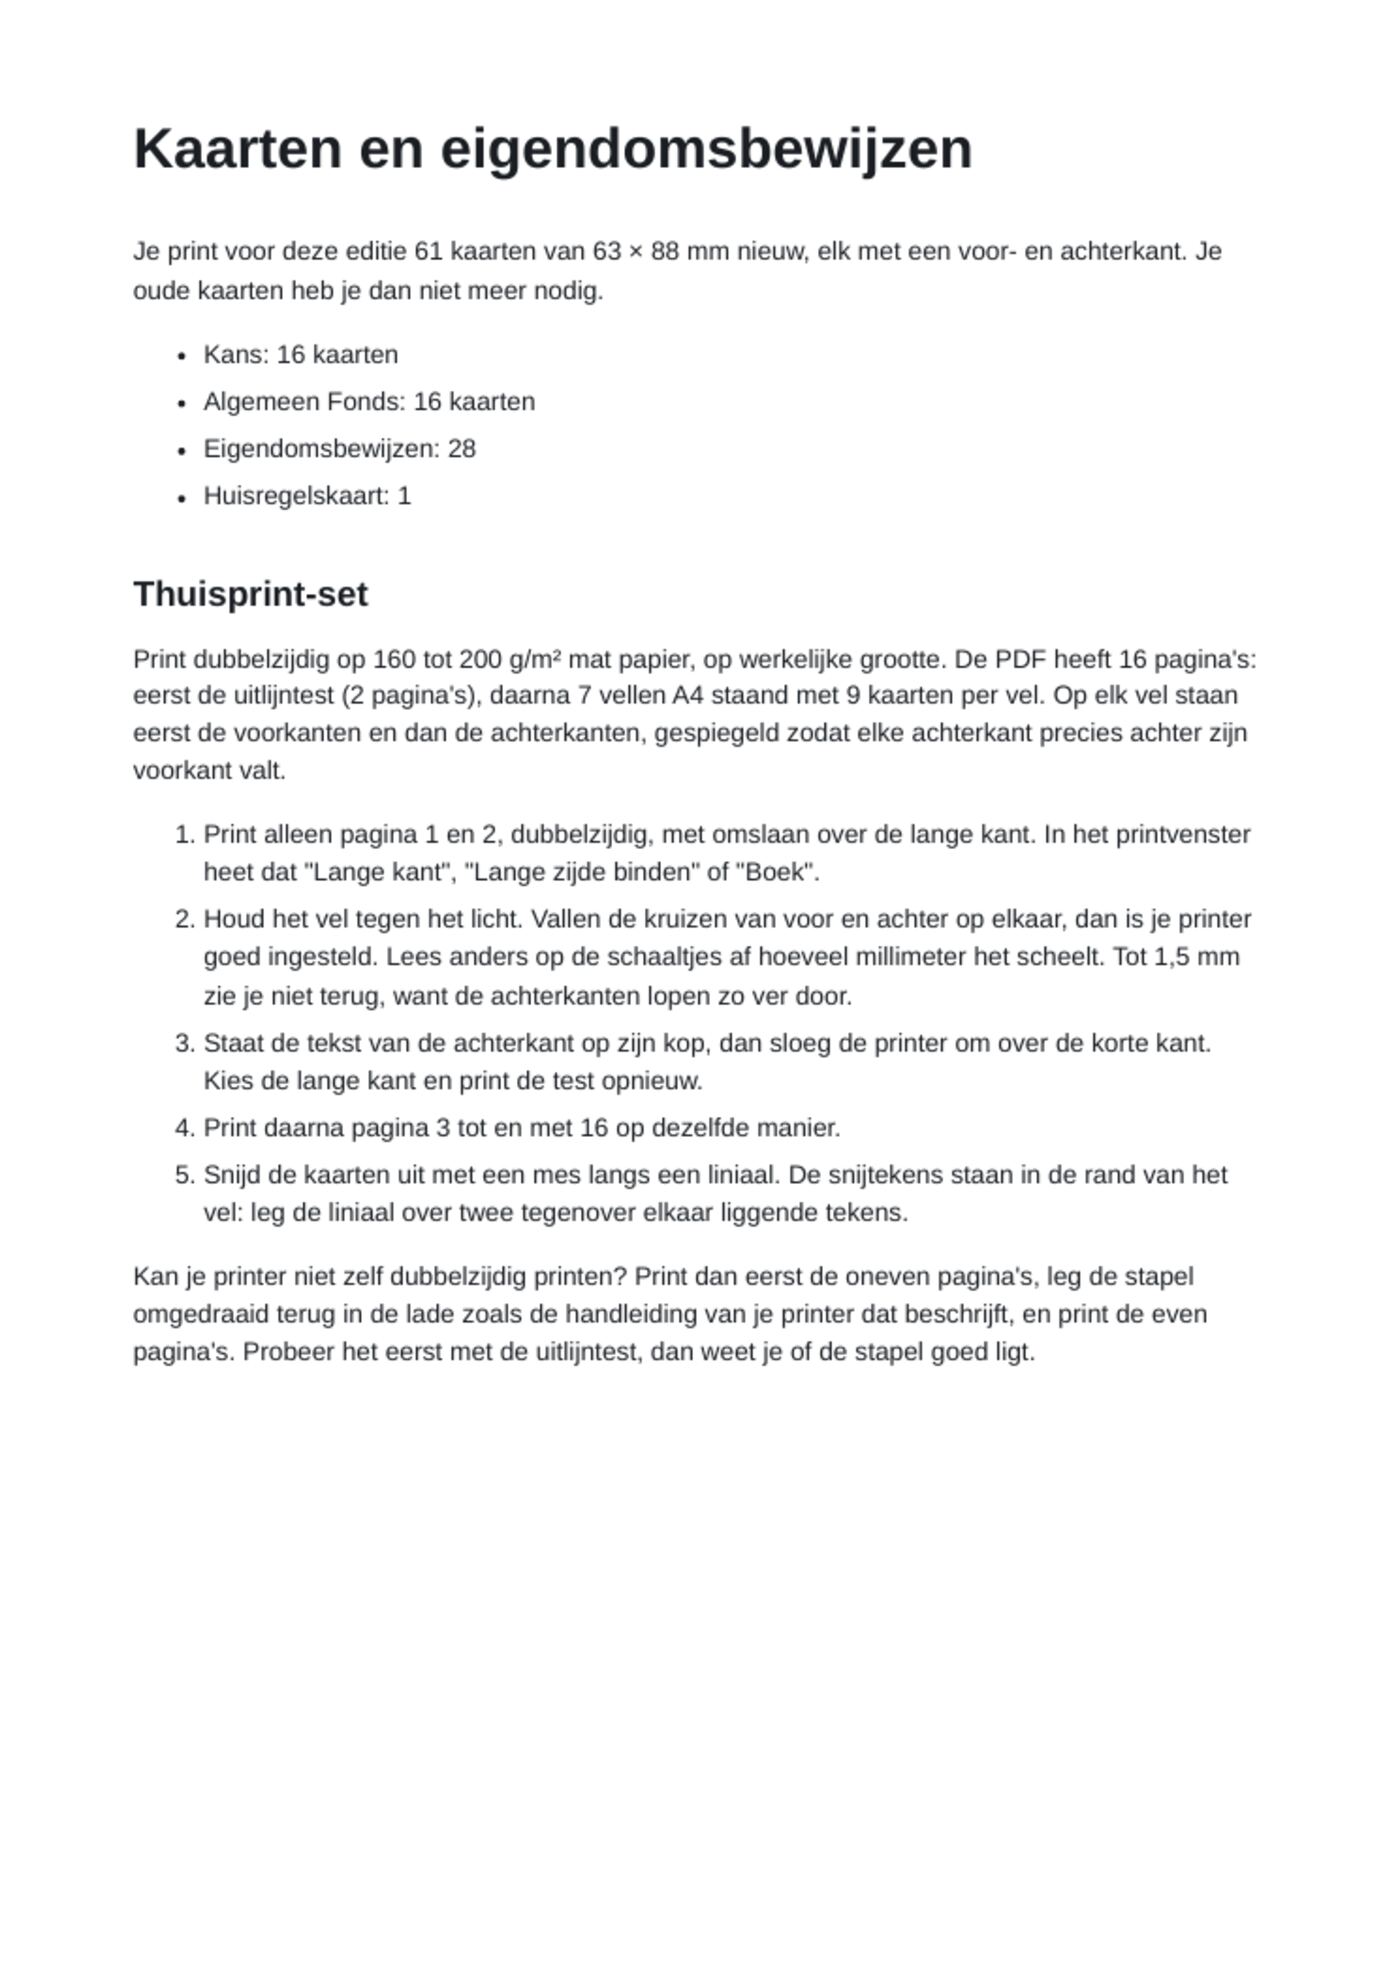 Kaarten en eigendomsbewijzen
Je print voor deze editie 61 kaarten van 63 × 88 mm nieuw, elk met een voor- en achterkant. Je
oude kaarten heb je dan niet meer nodig.
• Kans: 16 kaarten
• Algemeen Fonds: 16 kaarten
• Eigendomsbewijzen: 28
• Huisregelskaart: 1
Thuisprint-set
Print dubbelzijdig op 160 tot 200 g/m² mat papier, op werkelijke grootte. De PDF heeft 16 pagina's:
eerst de uitlijntest (2 pagina's), daarna 7 vellen A4 staand met 9 kaarten per vel. Op elk vel staan
eerst de voorkanten en dan de achterkanten, gespiegeld zodat elke achterkant precies achter zijn
voorkant valt.
1. Print alleen pagina 1 en 2, dubbelzijdig, met omslaan over de lange kant. In het printvenster
heet dat "Lange kant", "Lange zijde binden" of "Boek".
2. Houd het vel tegen het licht. Vallen de kruizen van voor en achter op elkaar, dan is je printer
goed ingesteld. Lees anders op de schaaltjes af hoeveel millimeter het scheelt. Tot 1,5 mm
zie je niet terug, want de achterkanten lopen zo ver door.
3. Staat de tekst van de achterkant op zijn kop, dan sloeg de printer om over de korte kant.
Kies de lange kant en print de test opnieuw.
4. Print daarna pagina 3 tot en met 16 op dezelfde manier.
5. Snijd de kaarten uit met een mes langs een liniaal. De snijtekens staan in de rand van het
vel: leg de liniaal over twee tegenover elkaar liggende tekens.
Kan je printer niet zelf dubbelzijdig printen? Print dan eerst de oneven pagina's, leg de stapel
omgedraaid terug in de lade zoals de handleiding van je printer dat beschrijft, en print de even
pagina's. Probeer het eerst met de uitlijntest, dan weet je of de stapel goed ligt.